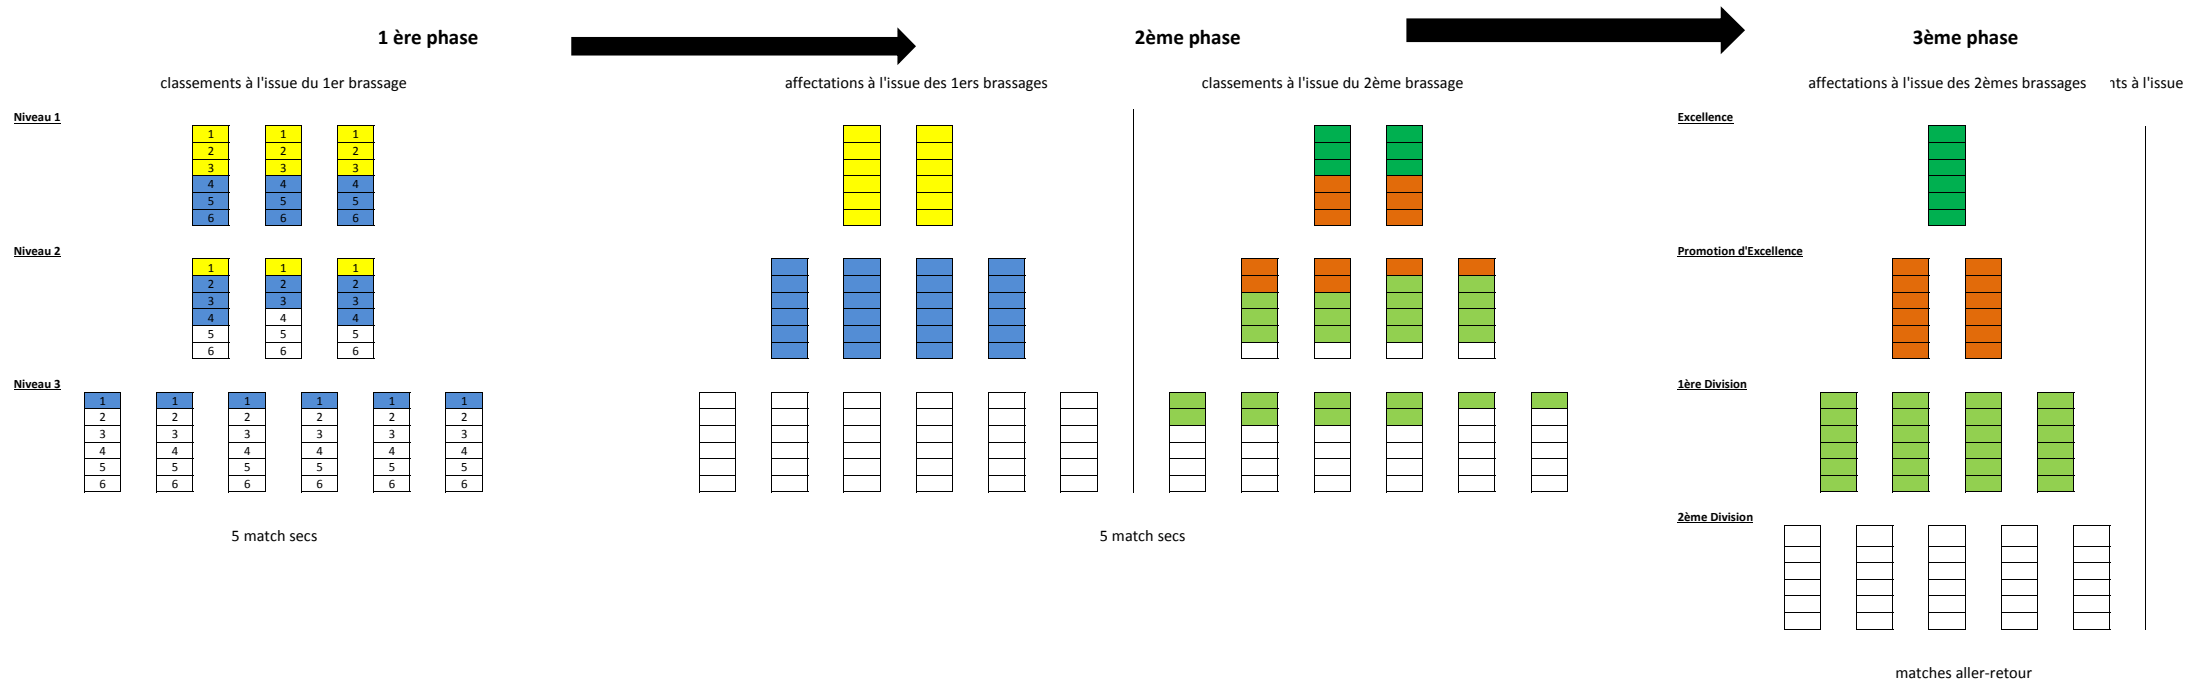 1 ère phase
2ème phase
3ème phase
classements à l'issue du 1er brassage
affectations à l'issue des 1ers brassages
classements à l'issue du 2ème brassage
affectations à l'issue des 2èmes brassages
nts à l'issue
Niveau 1
Excellence
1 1 1
2 2 2
3 3 3
4 4 4
5 5 5
6 6 6
Niveau 2
Promotion d'Excellence
1 1 1
2 2 2
3 3 3
4 4 4
5 5 5
6 6 6
Niveau 3
1ère Division
1 1 1 1 1 1
2 2 2 2 2 2
3 3 3 3 3 3
4 4 4 4 4 4
5 5 5 5 5 5
6 6 6 6 6 6
2ème Division
5 match secs
5 match secs
matches aller-retour